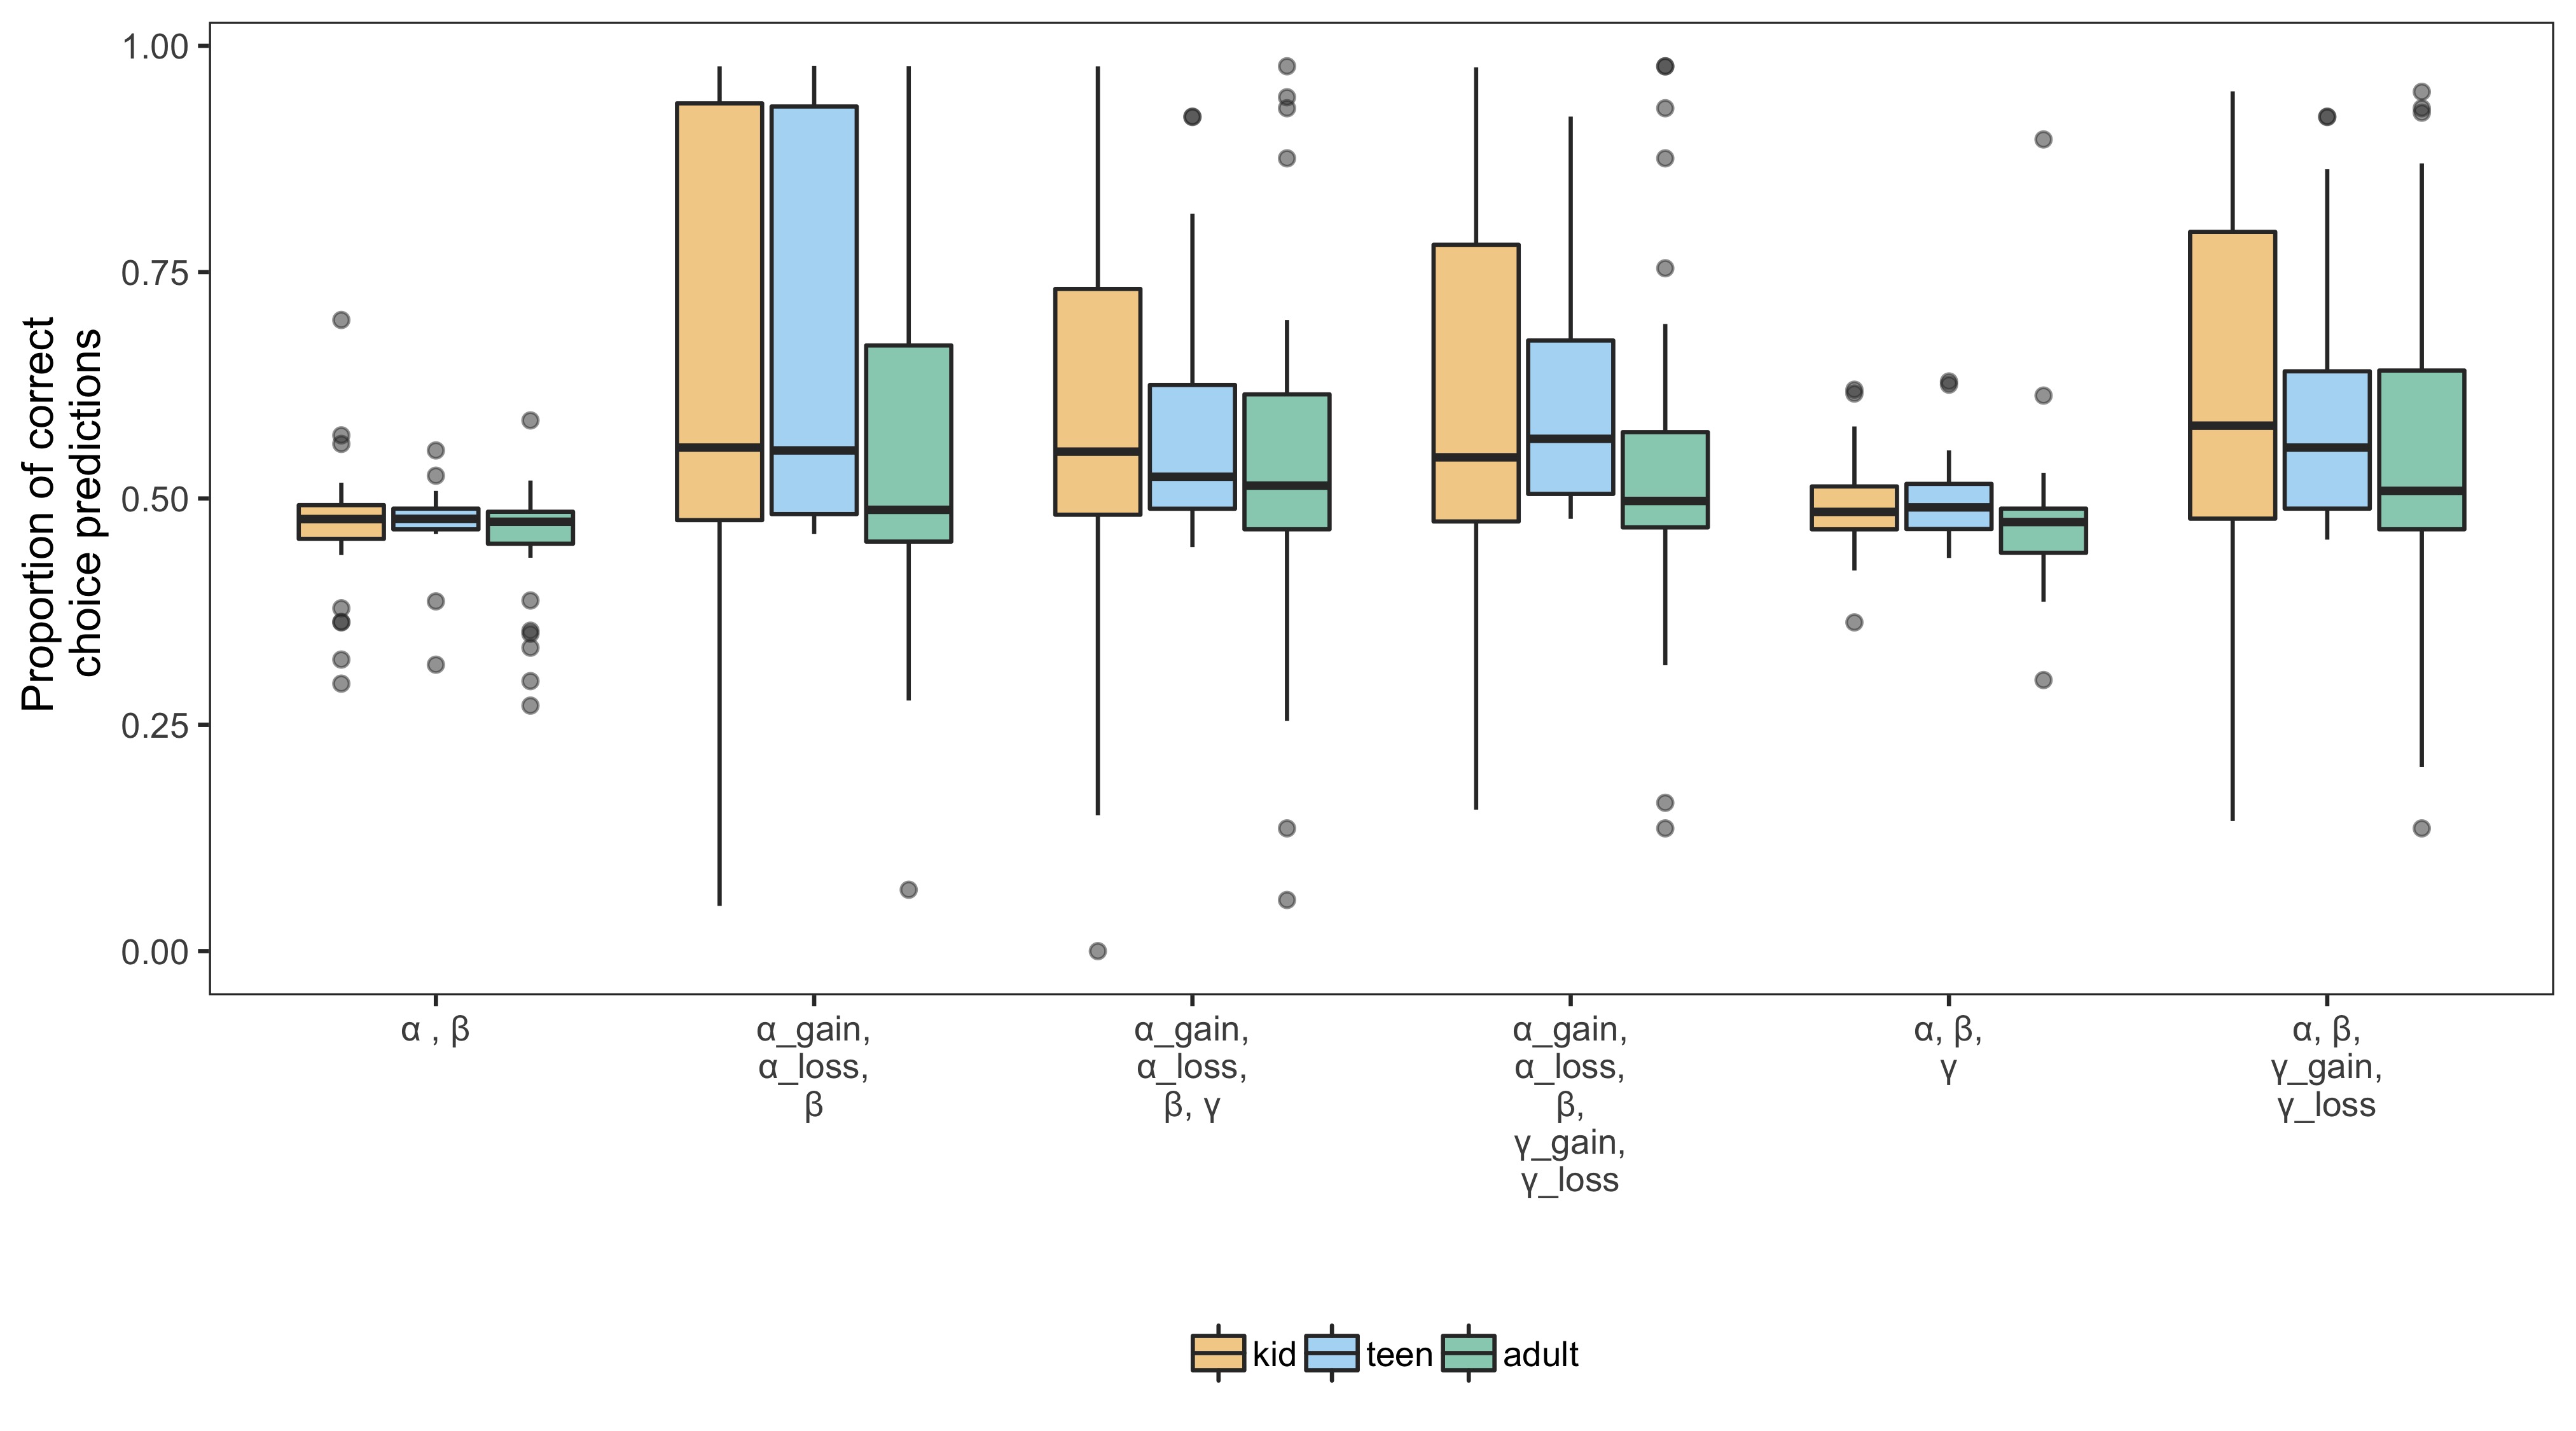 Proportion of correct
choice predictions
1.00
0.75
0.50
0.25
0.00
α , β
α_gain,
α_loss,
β
α_gain,
α_loss,
β, γ
α_gain,
α_loss,
β,
γ_gain,
γ_loss
α, β,
γ
α, β,
γ_gain,
γ_loss
kid
teen
adult